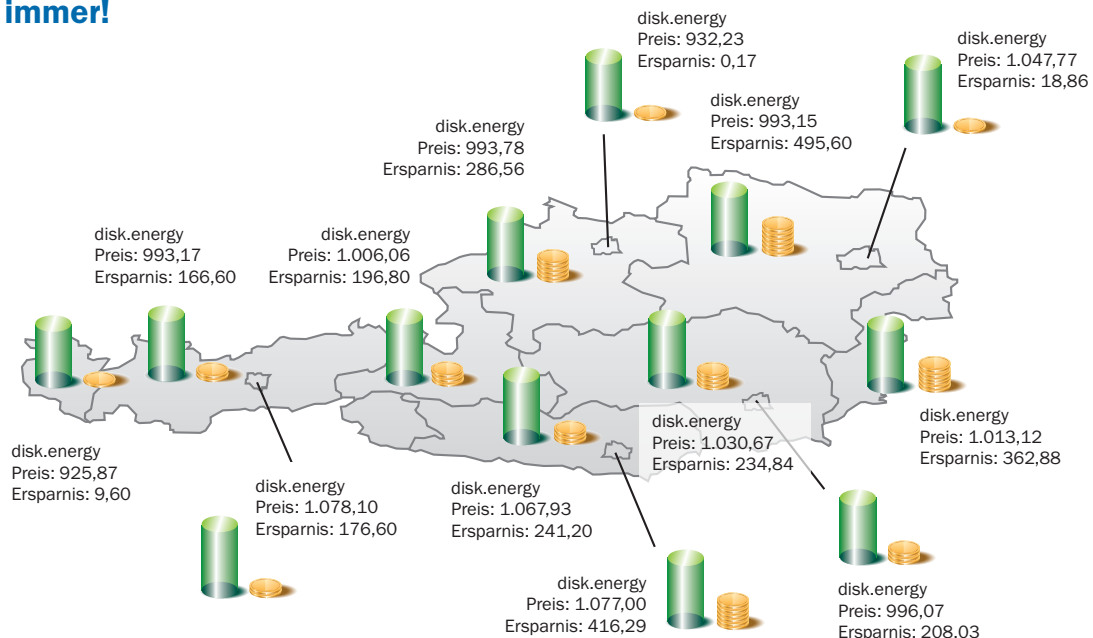 immer!
disk.energy
Preis: 932,23
Ersparnis: 0,17
disk.energy
Preis: 1.047,77
Ersparnis: 18,86
disk.energy
Preis: 993,15
Ersparnis: 495,60
disk.energy
Preis: 993,78
Ersparnis: 286,56
disk.energy
Preis: 993,17
Ersparnis: 166,60
disk.energy
Preis: 1.006,06
Ersparnis: 196,80
disk.energy
Preis: 925,87
Ersparnis: 9,60
disk.energy
Preis: 1.078,10
Ersparnis: 176,60
disk.energy
Preis: 1.067,93
Ersparnis: 241,20
disk.energy
Preis: 1.030,67
Ersparnis: 234,84
disk.energy
Preis: 1.013,12
Ersparnis: 362,88
disk.energy
Preis: 1.077,00
Ersparnis: 416,29
disk.energy
Preis: 996,07
Ersparnis: 208,03